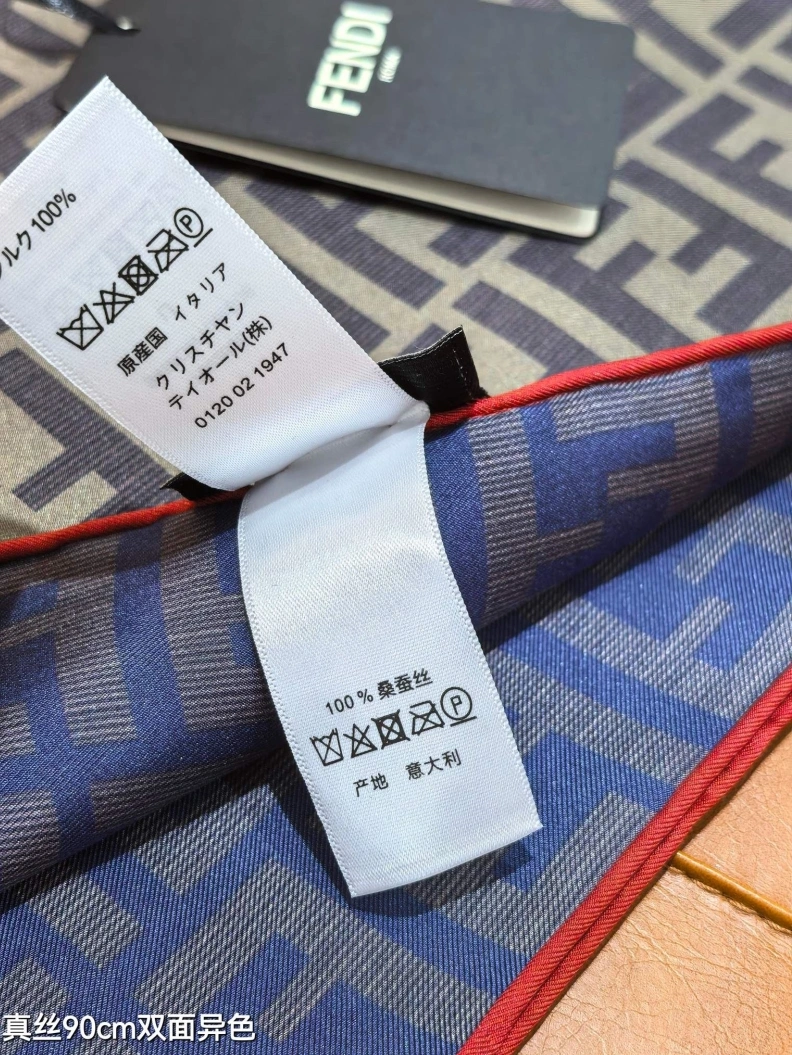 FENDI
ルク 100%
P
原産国 イタリア
クリスチャン
デイオール(株)
0120 02 1947
100 % 桑蚕丝
P
产地 意大利
真丝90cm双面异色